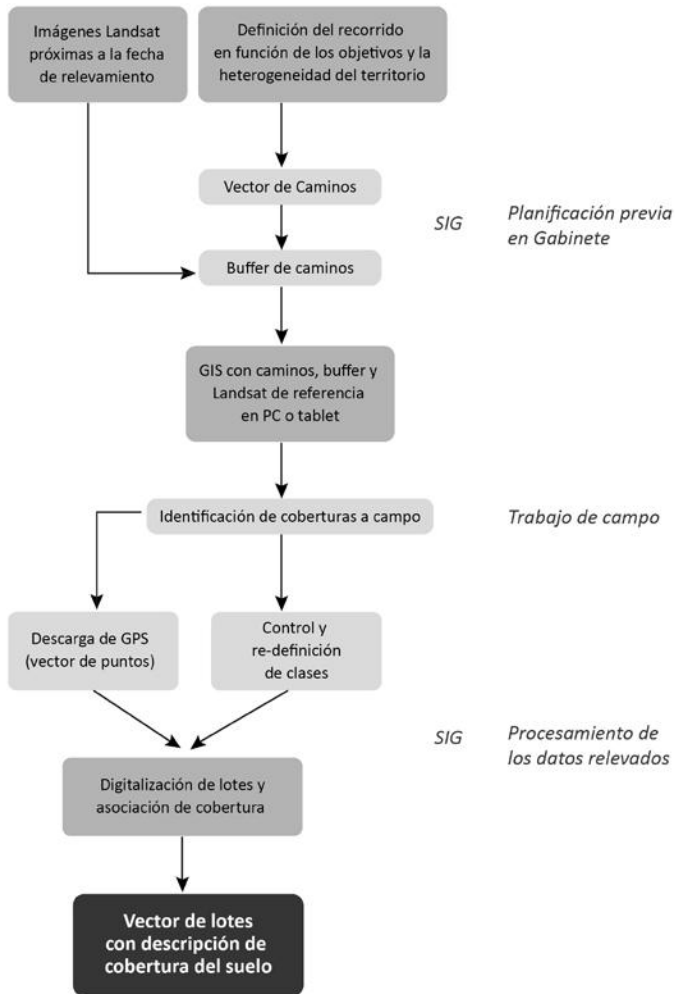 Imágenes Landsat
próximas a la fecha
de relevamiento
Definición del recorrido
en función de los objetivos y la
heterogeneidad del territorio
Vector de Caminos
SIG
Planificación previa
en Gabinete
Buffer de caminos
GIS con caminos, buffer y
Landsat de referencia
en PC o tablet
Identificación de coberturas a campo
Trabajo de campo
Descarga de GPS
(vector de puntos)
Control y
re-definición
de clases
SIG
Procesamiento de
los datos relevados
Digitalización de lotes y
asociación de cobertura
Vector de lotes
con descripción de
cobertura del suelo